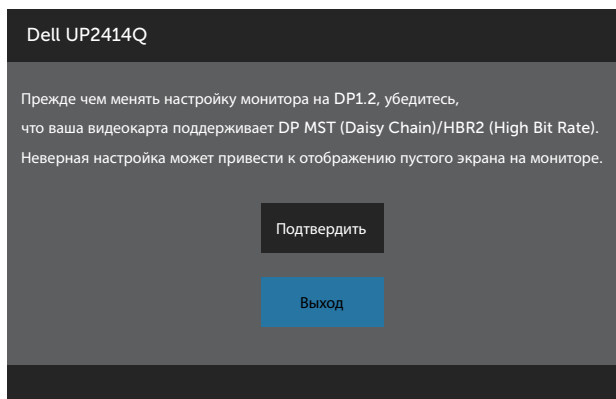 Dell UP2414Q
Прежде чем менять настройку монитора на DP1.2, убедитесь,
что ваша видеокарта поддерживает DP MST (Daisy Chain)/HBR2 (High Bit Rate).
Неверная настройка может привести к отображению пустого экрана на мониторе.
Подтвердить
Выход